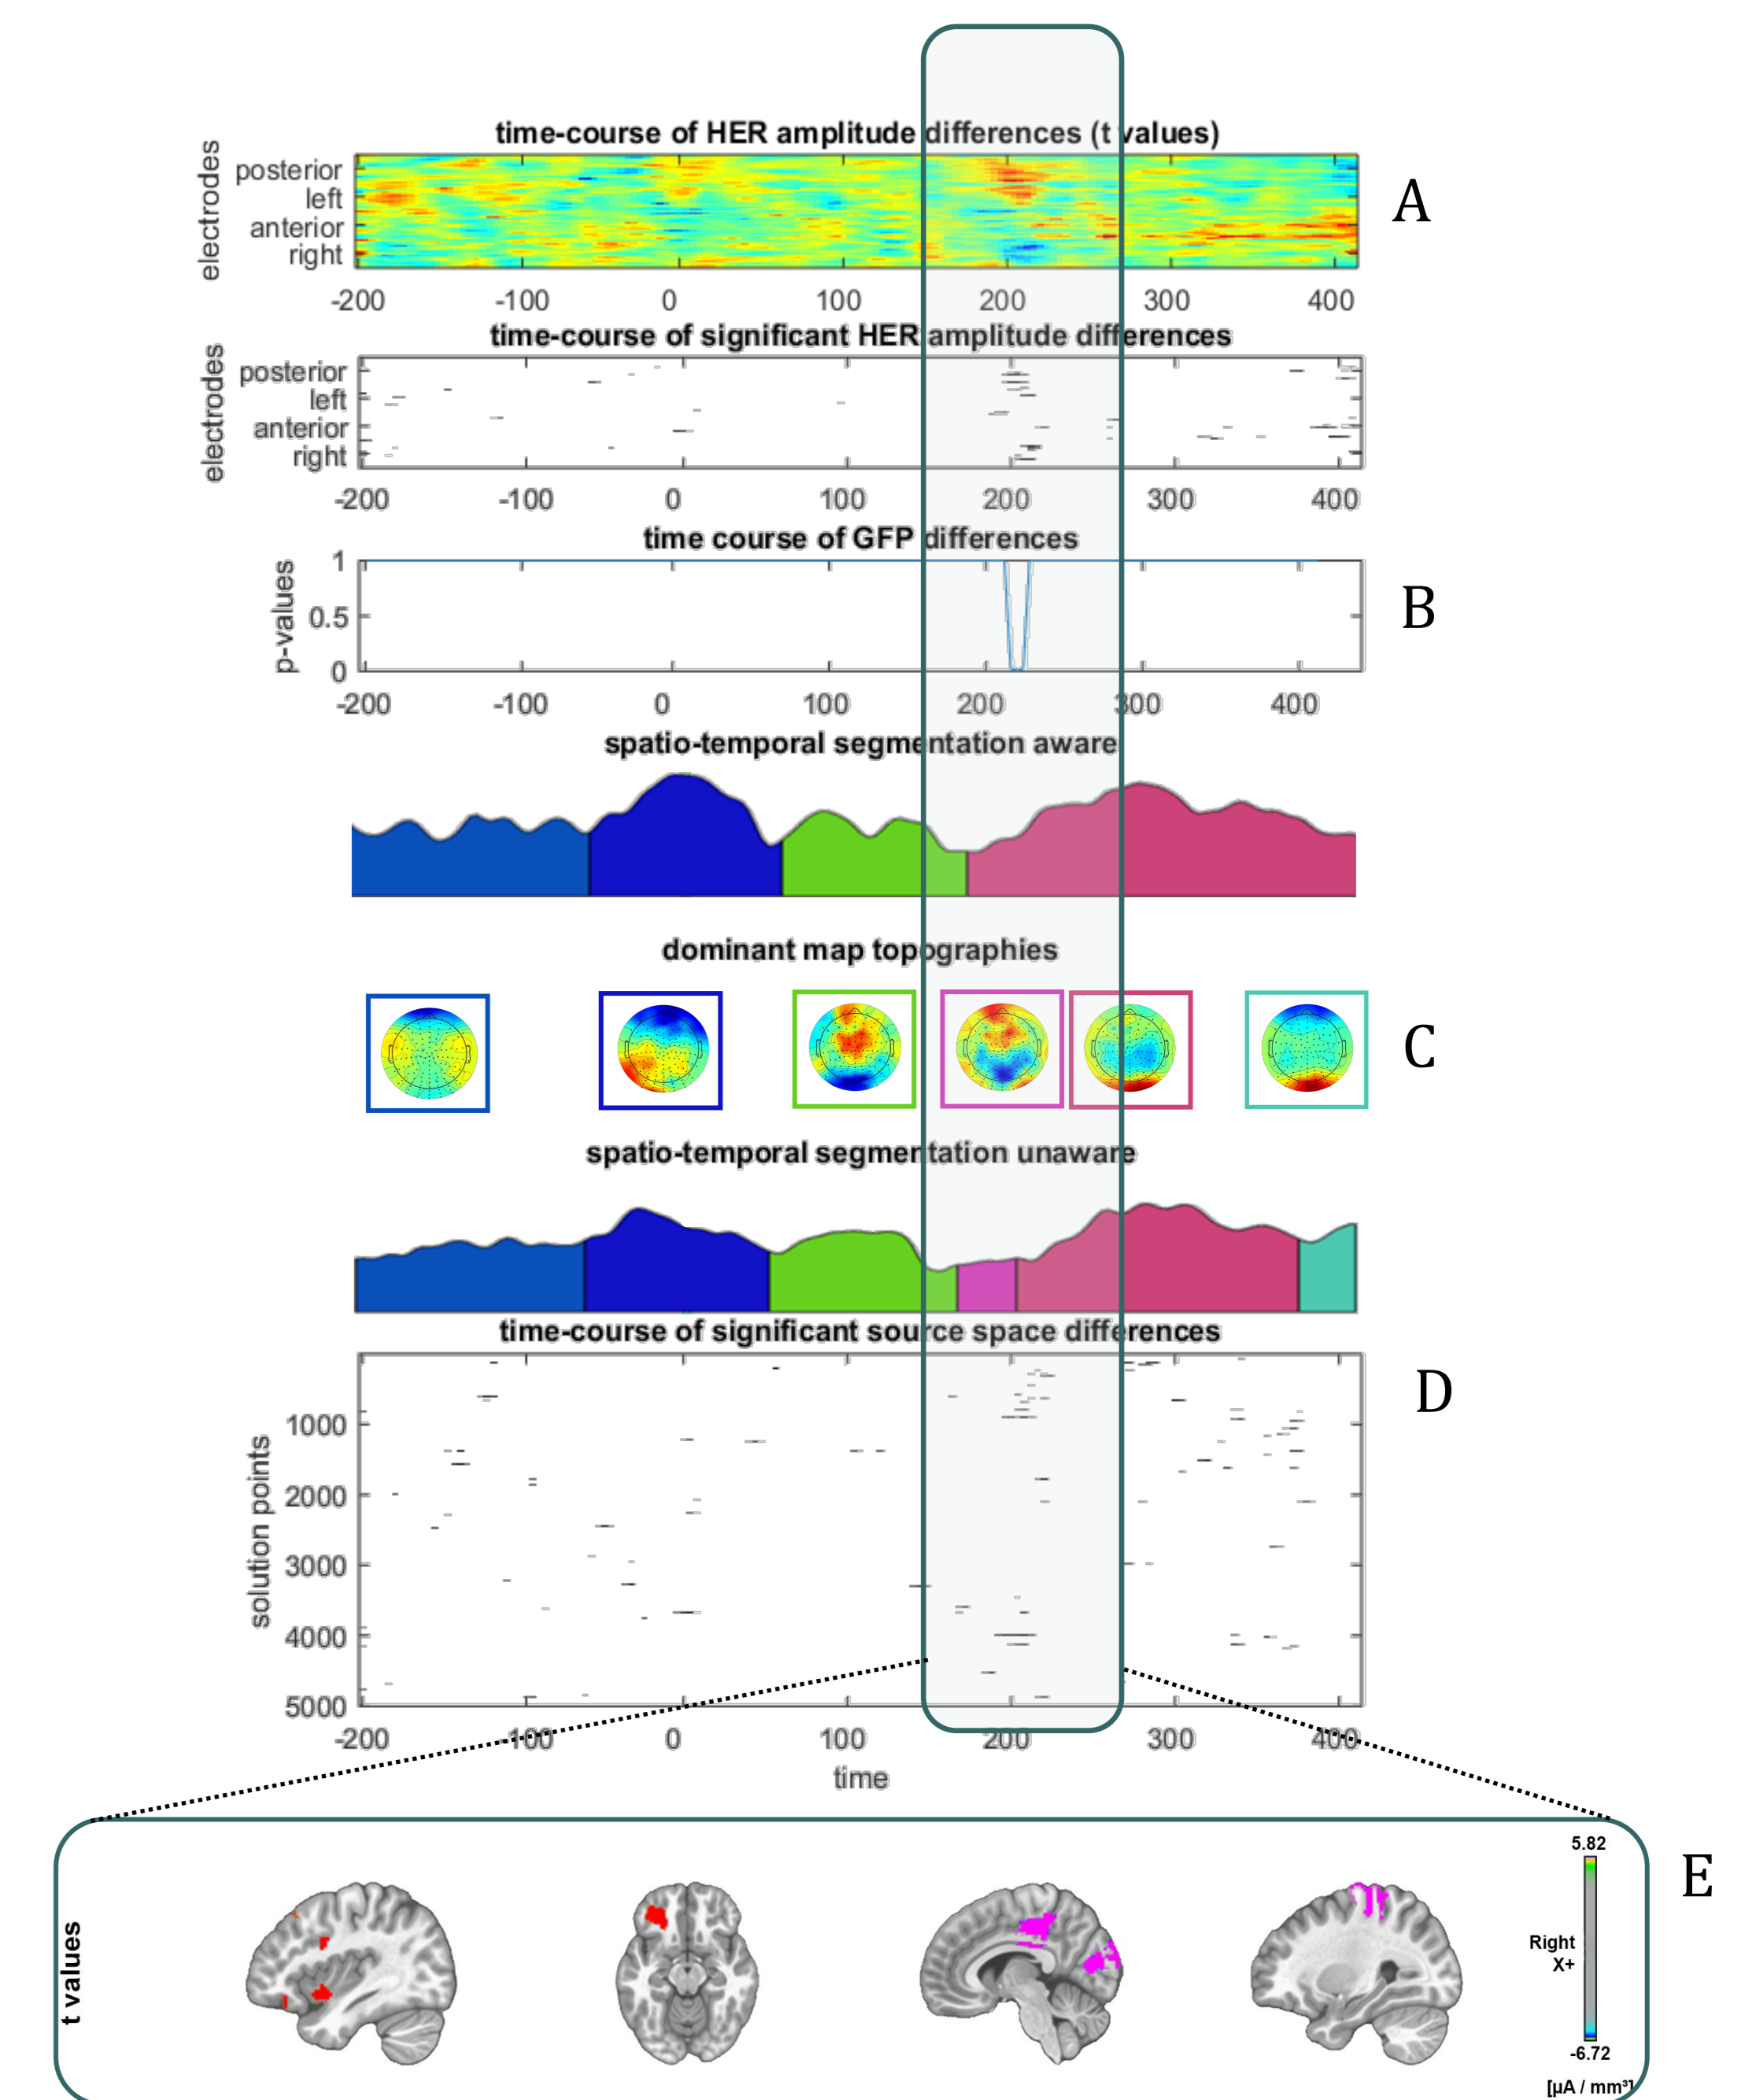 time-course of HER amplitude differences (t values)
electrodes
posterior
left
anterior
right
A
-200 -100 0 100 200 300 400
time-course of significant HER amplitude differences
electrodes
posterior
left
anterior
right
-200 -100 0 100 200 300 400
time course of GFP differences
p-values
1
0.5
0
B
-200 -100 0 100 200 300 400
spatio-temporal segmentation aware
dominant map topographies
C
spatio-temporal segmentation unaware
time-course of significant source space differences
D
solution points
1000
2000
3000
4000
5000
-200 -100 0 100 200 300 400
time
E
t values
5.82
Right
X+
-6.72
[µA / mm³]